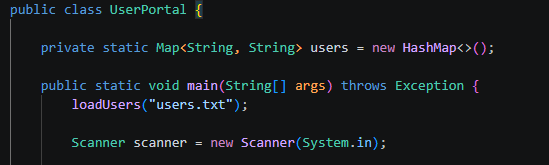 public class UserPortal {
private static Map<String, String> users = new HashMap<>();
public static void main(String[] args) throws Exception {
loadUsers("users.txt");
Scanner scanner = new Scanner(System.in);